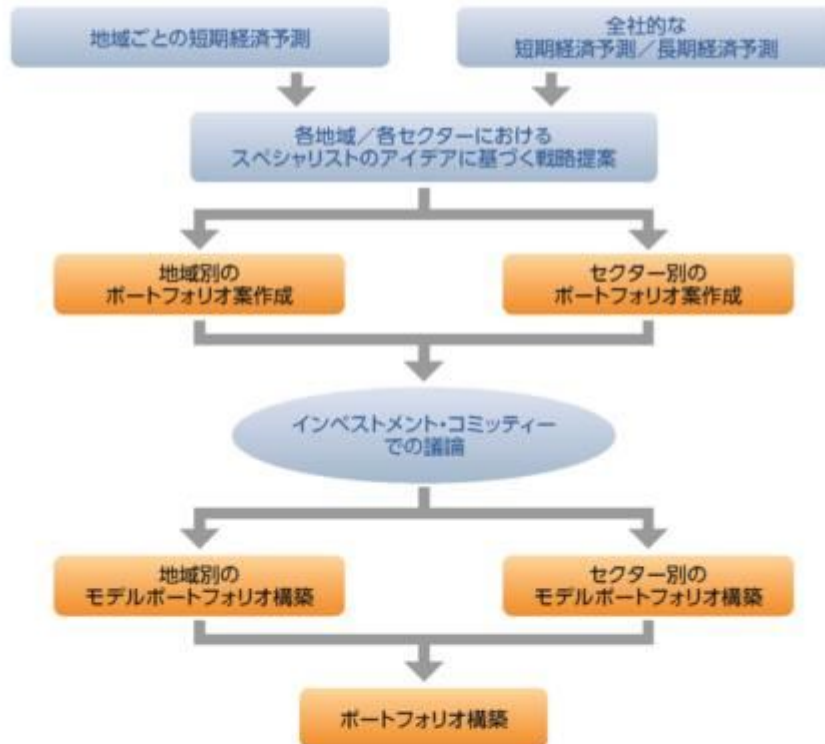 地域ごとの短期経済予測
全社的な
短期経済予測／長期経済予測
各地域／各セクターにおける
スペシャリストのアイデアに基づく戦略提案
地域別の
ポートフォリオ案作成
セクター別の
ポートフォリオ案作成
インベストメント・コミッティー
での議論
地域別の
モデルポートフォリオ構築
セクター別の
モデルポートフォリオ構築
ポートフォリオ構築